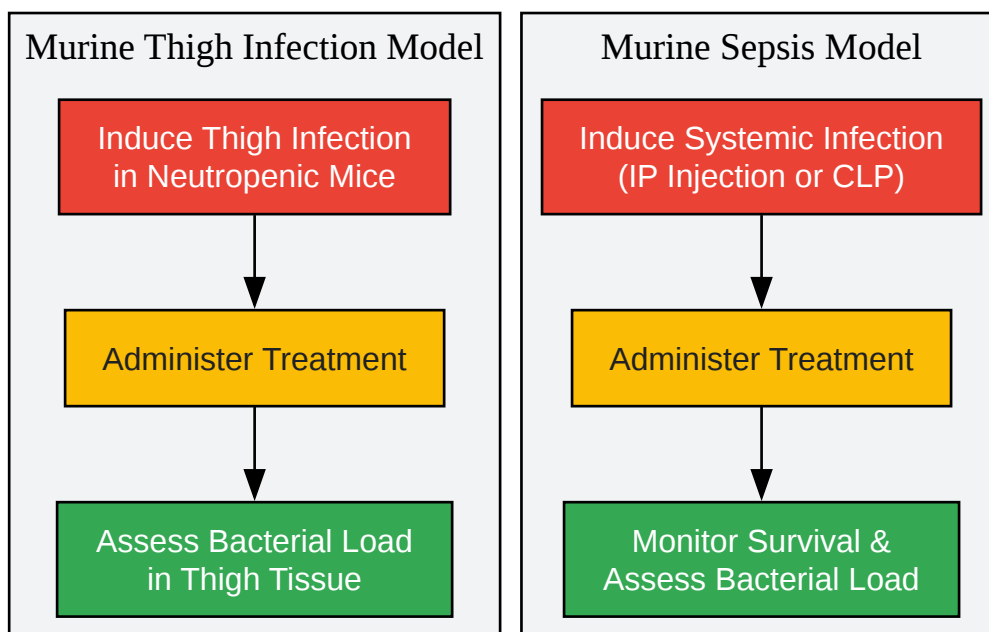 Murine Thigh Infection Model
Induce Thigh Infection
in Neutropenic Mice
Administer Treatment
Assess Bacterial Load
in Thigh Tissue
Murine Sepsis Model
Induce Systemic Infection
(IP Injection or CLP)
Administer Treatment
Monitor Survival &
Assess Bacterial Load